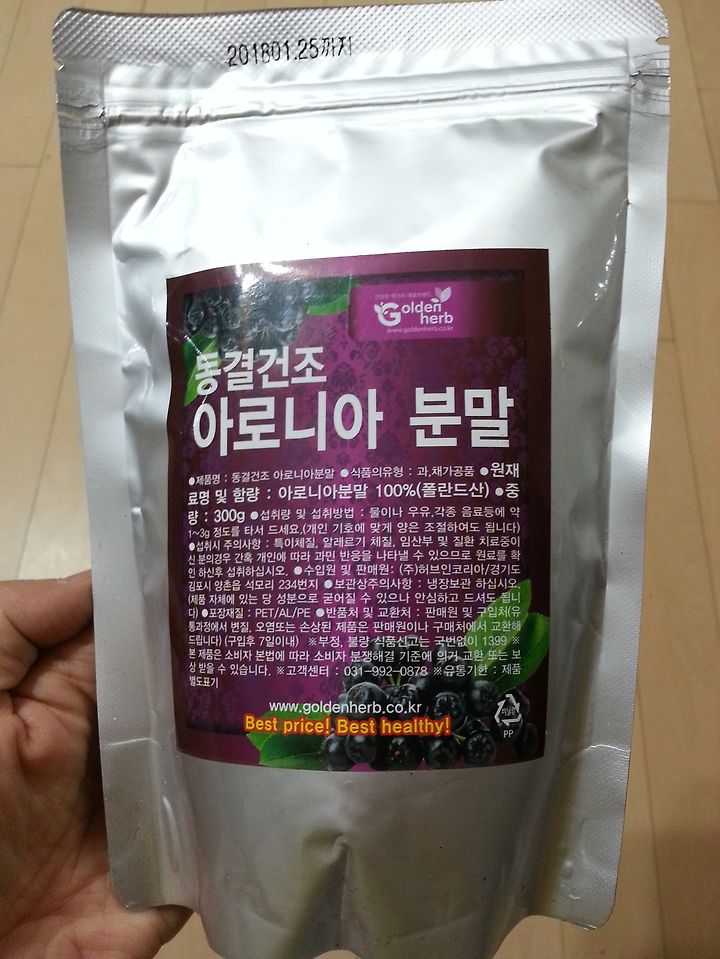 201801.25까지
건강한 먹거리 대표브랜드
Golden
herb
www.goldenherb.co.kr
동결건조
아로니아 분말
●제품명 : 동결건조 아로니아분말 ●식품의유형 : 과,채가공품 ●원재
료명 및 함량 : 아로니아분말 100%(폴란드산) ●중
량 : 300g ●섭취량 및 섭취방법 : 물이나 우유,각종 음료등에 약
1~3g 정도를 타서 드세요.(개인 기호에 맞게 양은 조절하여도 됩니다)
●섭취시 주의사항 : 특이체질, 알레르기 체질, 임산부 및 질환 치료중이
신 분의경우 간혹 개인에 따라 과민 반응을 나타낼 수 있으므로 원료를 확
인 하신후 섭취하십시오. ●수입원 및 판매원 : (주)허브인코리아/경기도
김포시 양촌읍 석모리 234번지 ●보관상주의사항 : 냉장보관 하십시오.
(제품 자체에 있는 당 성분으로 굳어질 수 있으나 안심하고 드셔도 됩니
다) ●포장재질 : PET/AL/PE ●반품처 및 교환처 : 판매원 및 구입처(유
통과정에서 변질, 오염또는 손상된 제품은 판매원이나 구매처에서 교환해
드립니다) (구입후 7일이내) ※부정, 불량 식품신고는 국번없이 1399 ※
본 제품은 소비자 본법에 따라 소비자 분쟁해결 기준에 의거 교환 또는 보
상 받을 수 있습니다. ※고객센터 : 031-992-0878 ※유통기한 : 제품
별도표기
www.goldenherb.co.kr
Best price! Best healthy!
비닐류
PP